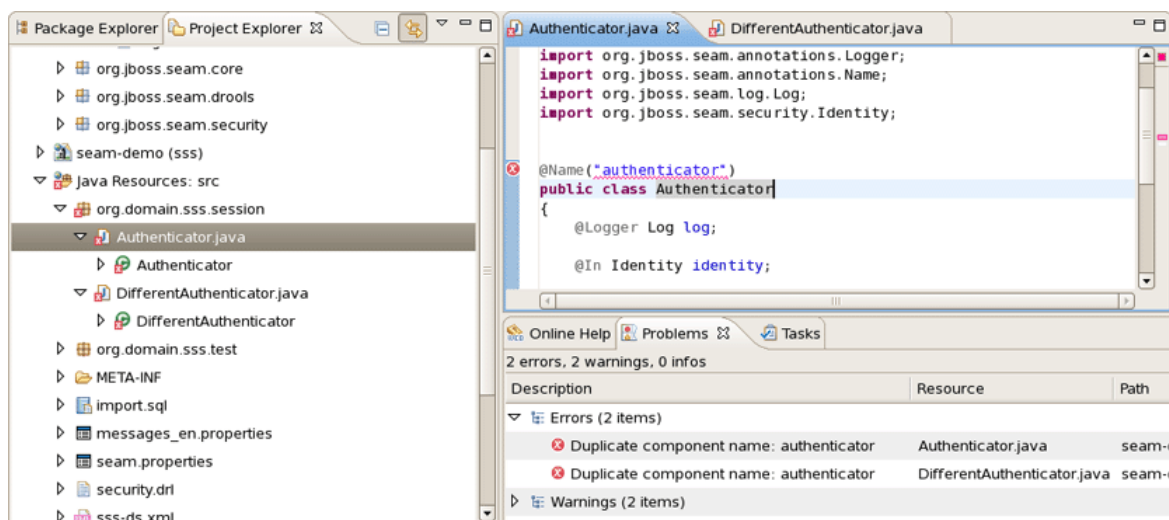 Package Explorer Project Explorer
org.jboss.seam.core
org.jboss.seam.drools
org.jboss.seam.security
seam-demo (sss)
Java Resources: src
org.domain.sss.session
Authenticator.java
Authenticator
DifferentAuthenticator.java
DifferentAuthenticator
org.domain.sss.test
META-INF
import.sql
messages_en.properties
seam.properties
security.drl
sss-ds.xml
Authenticator.java DifferentAuthenticator.java
import org.jboss.seam.annotations.Logger;
import org.jboss.seam.annotations.Name;
import org.jboss.seam.log.Log;
import org.jboss.seam.security.Identity;
@Name("authenticator")
public class Authenticator
{
@Logger Log log;
@In Identity identity;
Online Help Problems Tasks
2 errors, 2 warnings, 0 infos
Description Resource Path
Errors (2 items)
Duplicate component name: authenticator Authenticator.java seam-
Duplicate component name: authenticator DifferentAuthenticator.java seam-
Warnings (2 items)